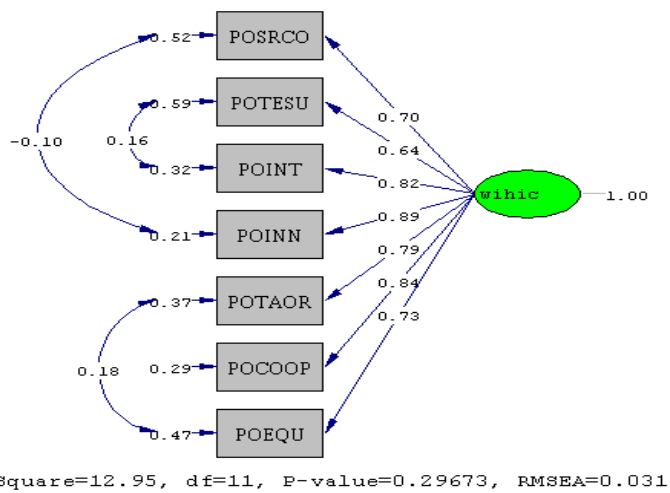 0.52 POSRCO
0.70
0.59 POTESU
-0.10 0.16 0.64
0.32 POINT
0.82
wihic 1.00
0.89
0.21 POINN
0.79
0.37 POTAOR 0.84
0.73
0.18 0.29 POCOOP
0.47 POEQU
Square=12.95, df=11, P-value=0.29673, RMSEA=0.031